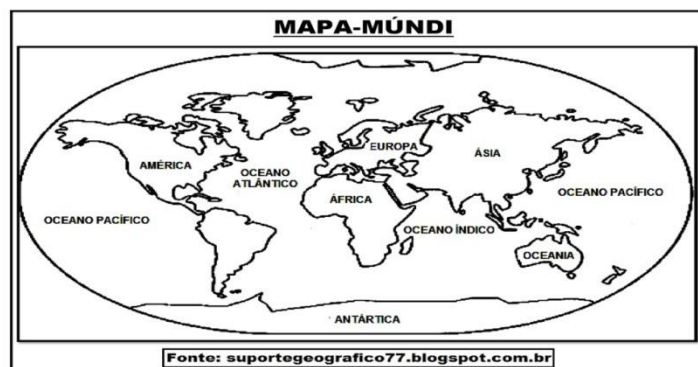 MAPA-MÚNDI
EUROPA
ÁSIA
AMÉRICA
OCEANO
ATLÂNTICO
ÁFRICA
OCEANO PACÍFICO
OCEANO PACÍFICO
OCEANO ÍNDICO
OCEANIA
ANTÁRTICA
Fonte: suportegeografico77.blogspot.com.br